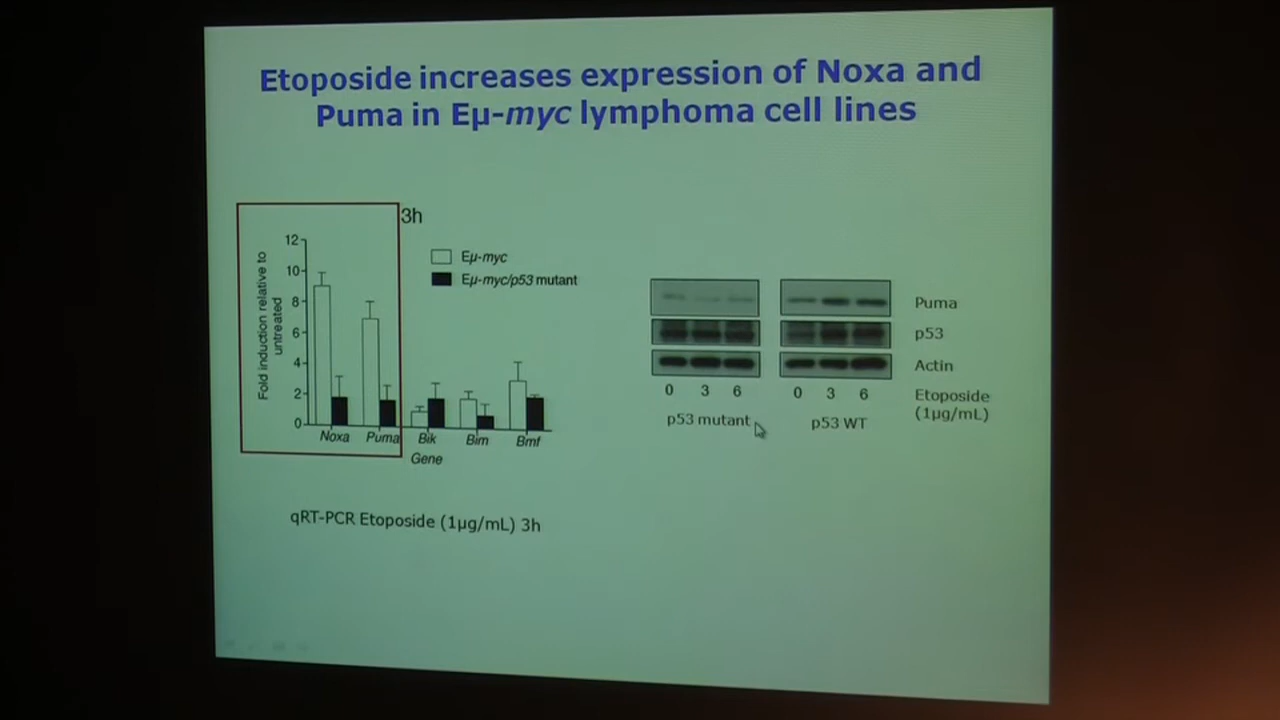 Etoposide increases expression of Noxa and
Puma in Eμ-myc lymphoma cell lines
3h
12
10
8
6
4
2
0
Fold induction relative to
untreated
Eμ-myc
Eμ-myc/p53 mutant
Noxa Puma Bik Bim Bmf
Gene
qRT-PCR Etoposide (1μg/mL) 3h
Puma
p53
Actin
0 3 6 0 3 6 Etoposide
(1μg/mL)
p53 mutant p53 WT